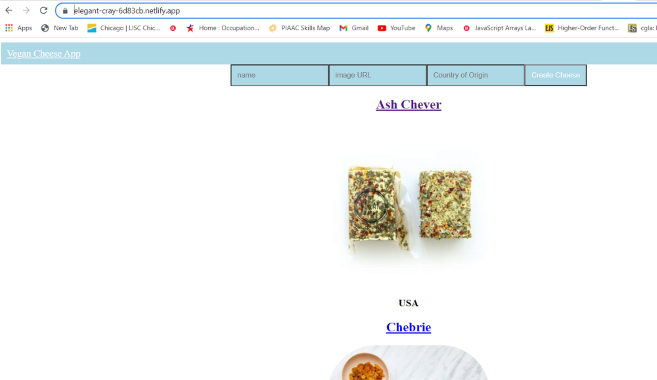 elegant-cray-6d83cb.netlify.app
Apps New Tab Chicago | LISC Chic... Home : Occupation... PIAAC Skills Map Gmail YouTube Maps JavaScript Arrays La... Higher-Order Funct...
Vegan Cheese App
name image URL Country of Origin Create Cheese
Ash Chever
USA
Chebrie